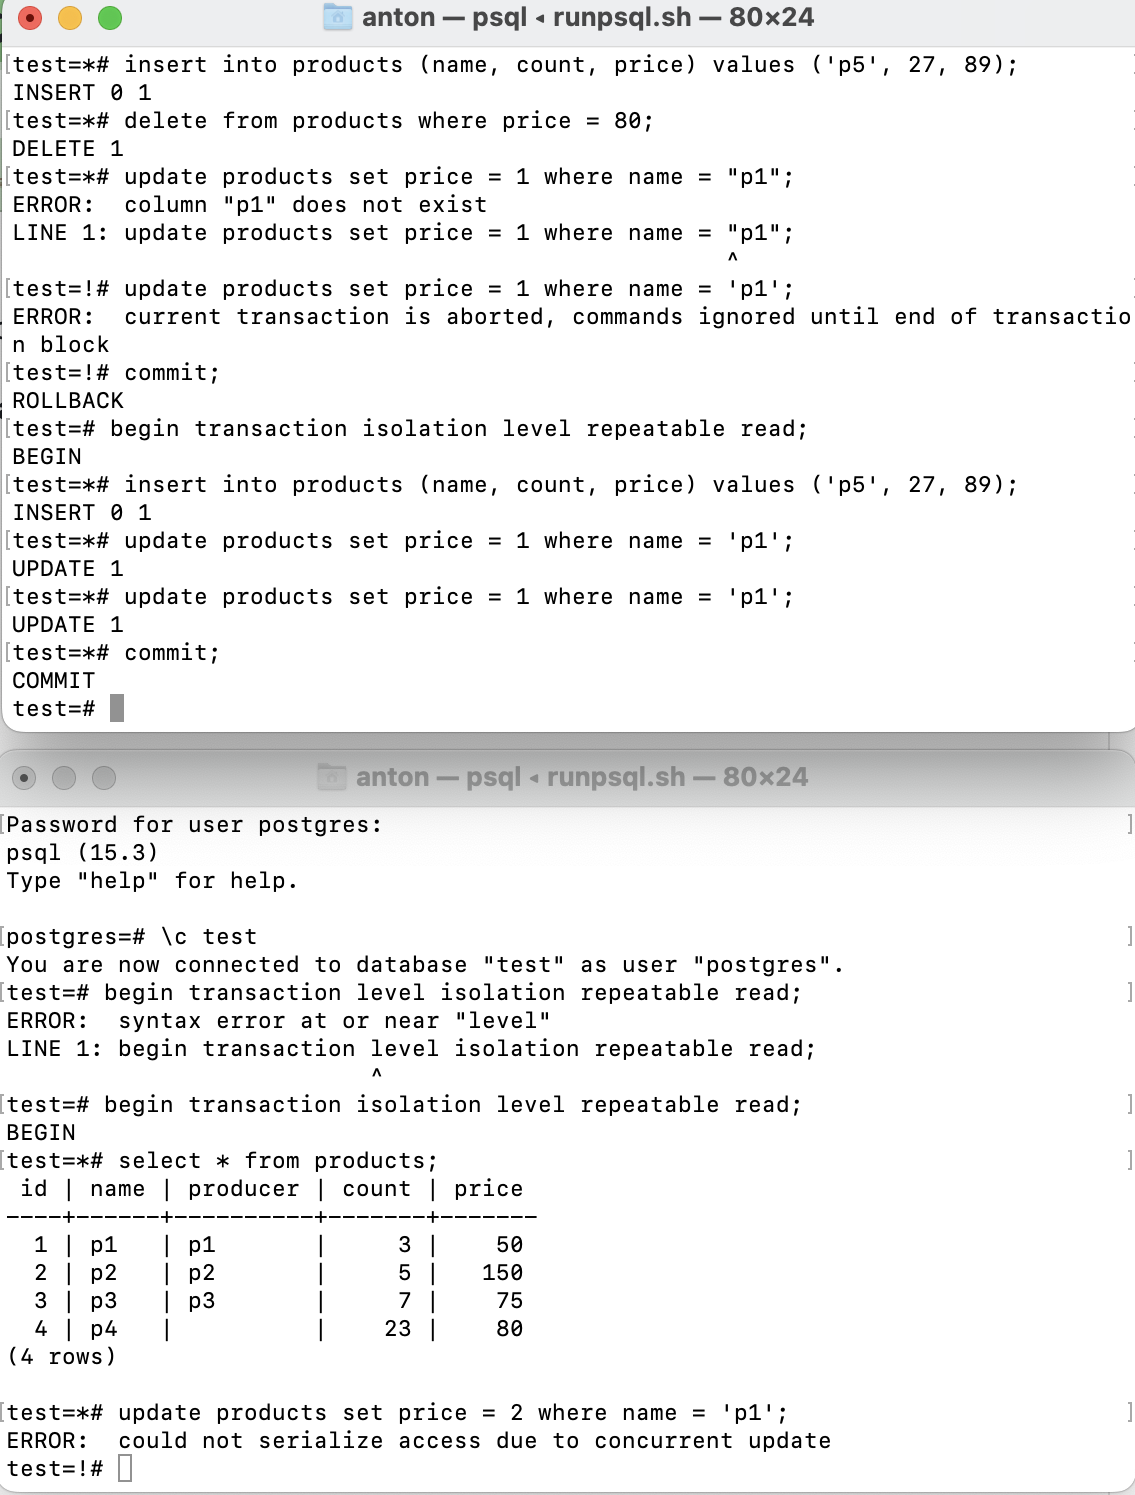 anton — psql ◂ runpsql.sh — 80×24
[test=*# insert into products (name, count, price) values ('p5', 27, 89);
INSERT 0 1
[test=*# delete from products where price = 80;
DELETE 1
[test=*# update products set price = 1 where name = "p1";
ERROR:  column "p1" does not exist
LINE 1: update products set price = 1 where name = "p1";
                                                   ^
[test=!# update products set price = 1 where name = 'p1';
ERROR:  current transaction is aborted, commands ignored until end of transactio
n block
[test=!# commit;
ROLLBACK
[test=# begin transaction isolation level repeatable read;
BEGIN
[test=*# insert into products (name, count, price) values ('p5', 27, 89);
INSERT 0 1
[test=*# update products set price = 1 where name = 'p1';
UPDATE 1
[test=*# update products set price = 1 where name = 'p1';
UPDATE 1
[test=*# commit;
COMMIT
test=#
anton — psql ◂ runpsql.sh — 80×24
[Password for user postgres: ]
psql (15.3)
Type "help" for help.

[postgres=# \c test ]
You are now connected to database "test" as user "postgres".
[test=# begin transaction level isolation repeatable read; ]
ERROR:  syntax error at or near "level"
LINE 1: begin transaction level isolation repeatable read;
                          ^
[test=# begin transaction isolation level repeatable read; ]
BEGIN
[test=*# select * from products; ]
 id | name | producer | count | price
----+------+----------+-------+-------
  1 | p1   | p1       |     3 |    50
  2 | p2   | p2       |     5 |   150
  3 | p3   | p3       |     7 |    75
  4 | p4   |          |    23 |    80
(4 rows)

[test=*# update products set price = 2 where name = 'p1'; ]
ERROR:  could not serialize access due to concurrent update
test=!#